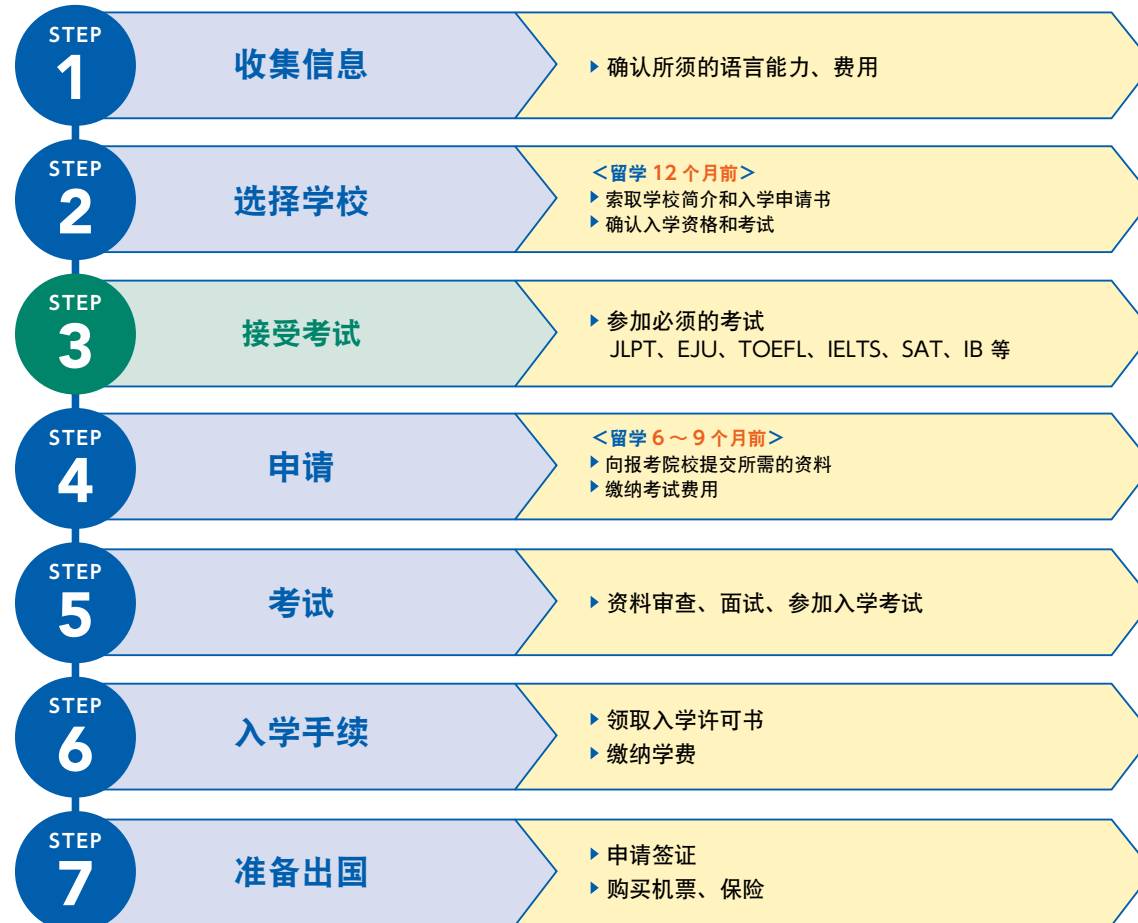 STEP
1
收集信息
确认所须的语言能力、费用
STEP
2
选择学校
＜留学 12 个月前＞
索取学校简介和入学申请书
确认入学资格和考试
STEP
3
接受考试
参加必须的考试
JLPT、EJU、TOEFL、IELTS、SAT、IB 等
STEP
4
申请
＜留学 6 ～ 9 个月前＞
向报考院校提交所需的资料
缴纳考试费用
STEP
5
考试
资料审查、面试、参加入学考试
STEP
6
入学手续
领取入学许可书
缴纳学费
STEP
7
准备出国
申请签证
购买机票、保险